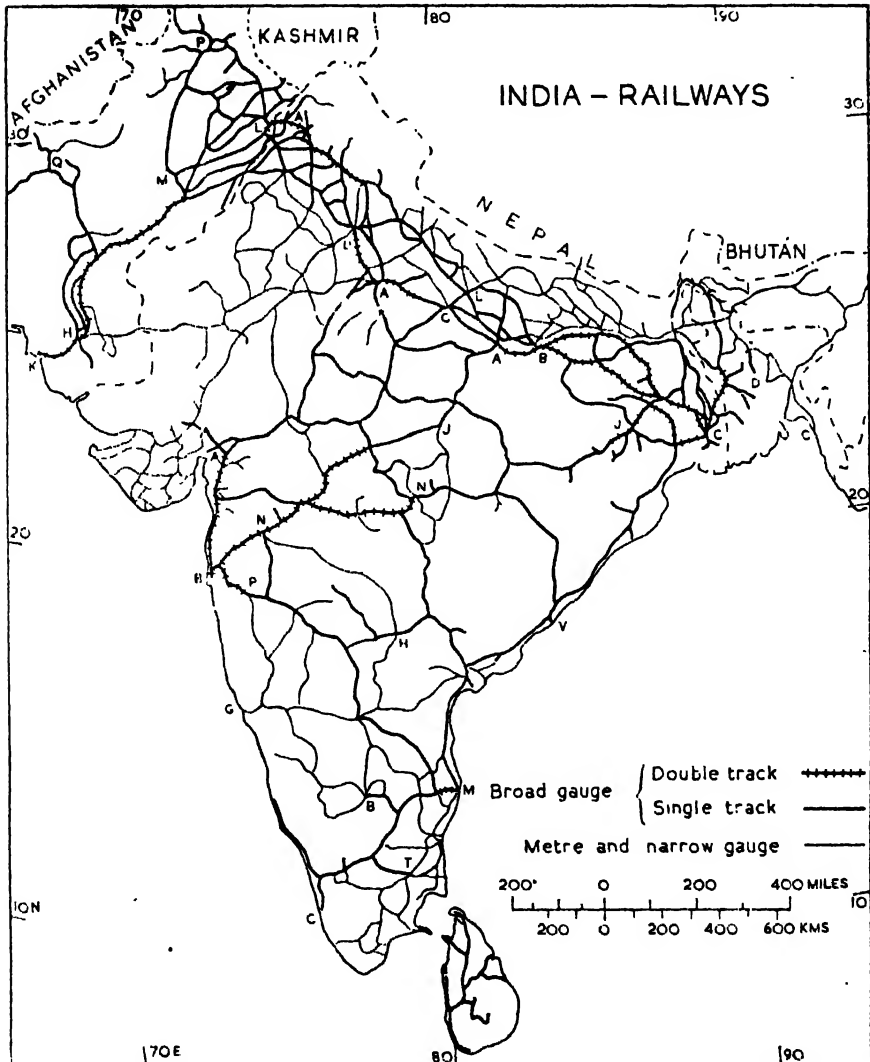 70
80
90
AFGHANISTAN
KASHMIR
INDIA – RAILWAYS
30
30
P
L
A
Q
M
NEPAL
BHUTAN
D
A
L
C
H
K
A
B
D
J
J
C
C
A
N
N
20
20
B
P
H
V
G
M
B
Broad gauge
Double track
Single track
Metre and narrow gauge
T
10N
C
200 0 200 400 MILES
200 0 200 400 600 KMS
10
70E
80
90